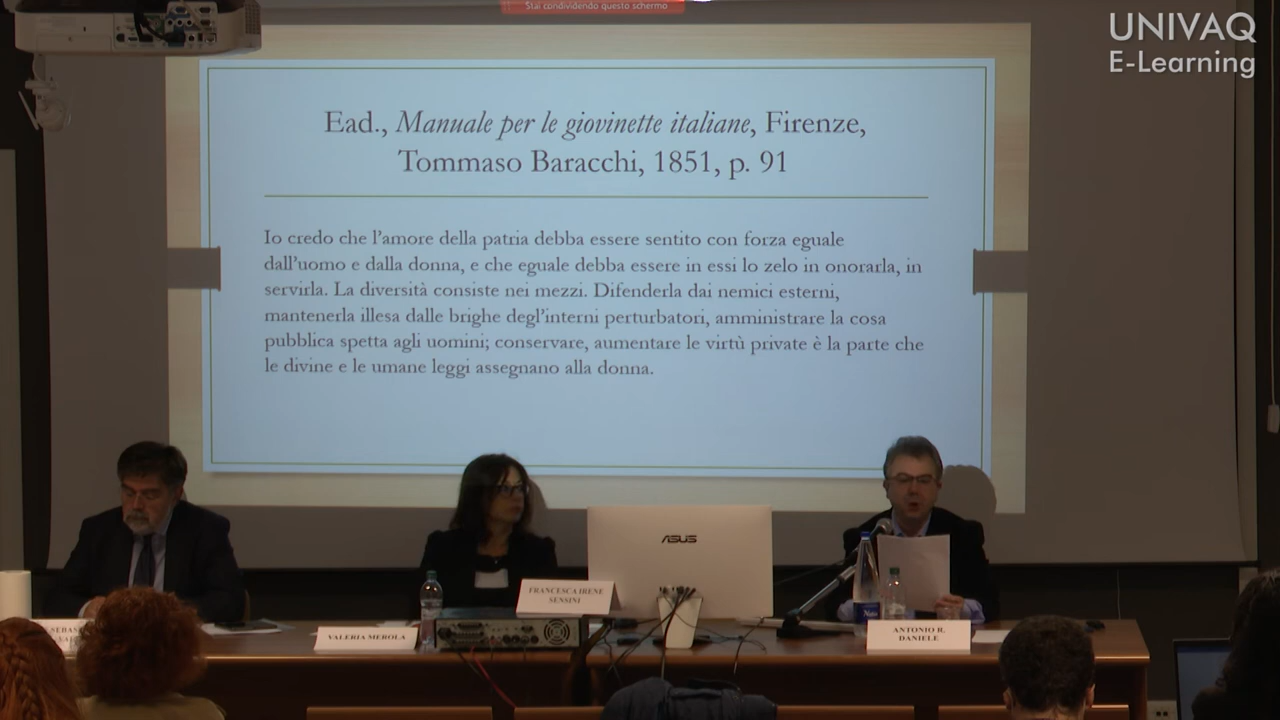 Stai condividendo questo schermo
UNIVAQ
E-Learning
Ead., Manuale per le giovinette italiane, Firenze,
Tommaso Baracchi, 1851, p. 91
Io credo che l'amore della patria debba essere sentito con forza eguale
dall'uomo e dalla donna, e che eguale debba essere in essi lo zelo in onorarla, in
servirla. La diversità consiste nei mezzi. Difenderla dai nemici esterni,
mantenerla illesa dalle brighe degl'interni perturbatori, amministrare la cosa
pubblica spetta agli uomini; conservare, aumentare le virtù private è la parte che
le divine e le umane leggi assegnano alla donna.
ASUS
FRANCESCA IRENE
SENSINI
VALERIA MEROLA
ANTONIO R.
DANIELE